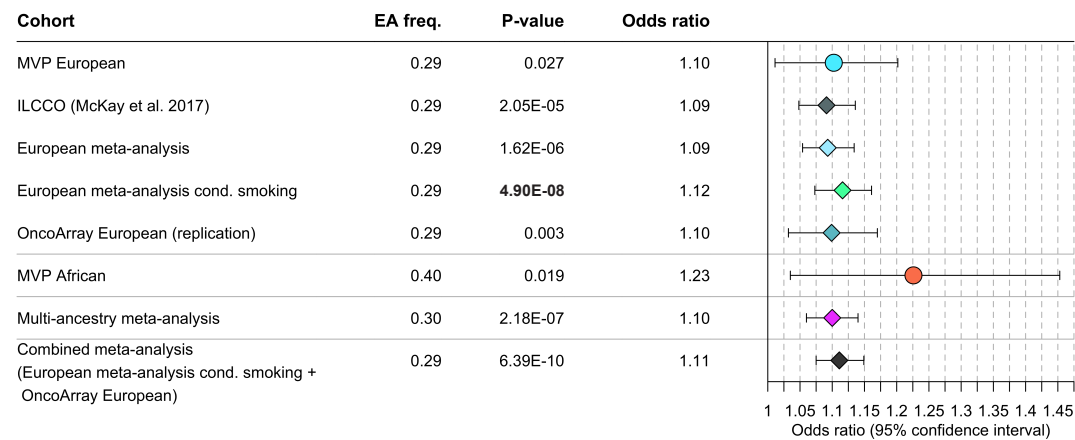 Cohort EA freq. P-value Odds ratio
MVP European 0.29 0.027 1.10
ILCCO (McKay et al. 2017) 0.29 2.05E-05 1.09
European meta-analysis 0.29 1.62E-06 1.09
European meta-analysis cond. smoking 0.29 4.90E-08 1.12
OncoArray European (replication) 0.29 0.003 1.10
MVP African 0.40 0.019 1.23
Multi-ancestry meta-analysis 0.30 2.18E-07 1.10
Combined meta-analysis
(European meta-analysis cond. smoking + 0.29 6.39E-10 1.11
OncoArray European)
1 1.05 1.1 1.15 1.2 1.25 1.3 1.35 1.4 1.45
Odds ratio (95% confidence interval)